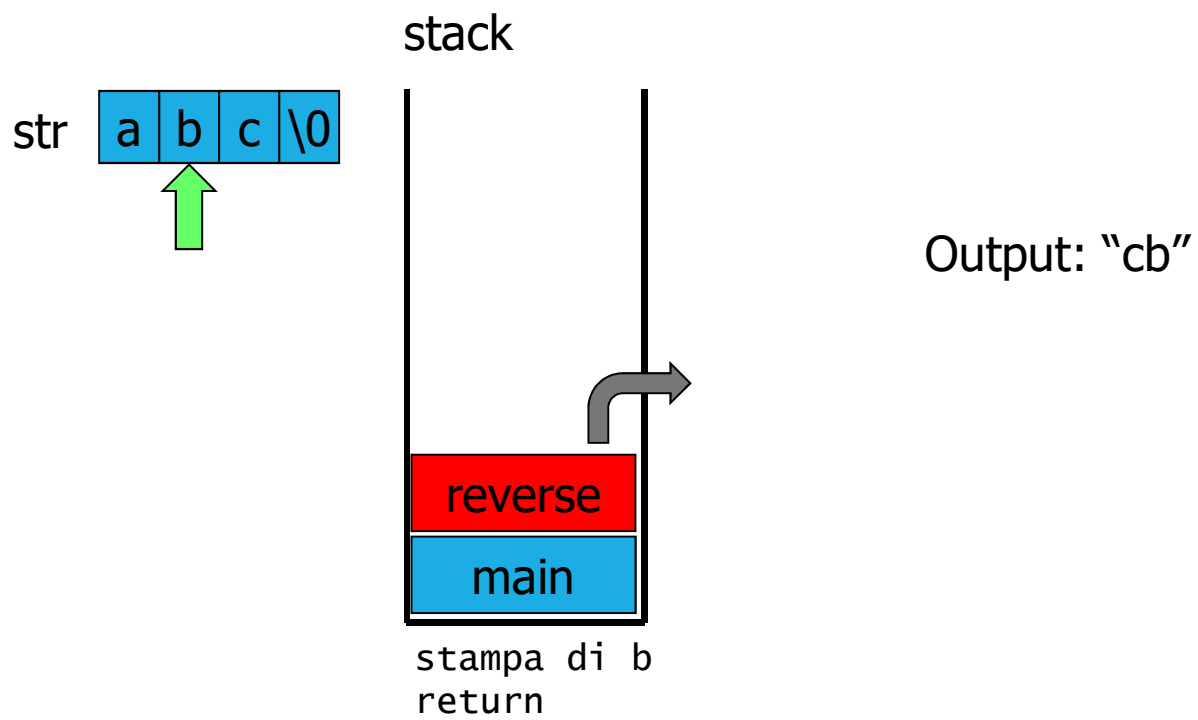 stack
str a b c \0
Output: “cb”
reverse
main
stampa di b
return